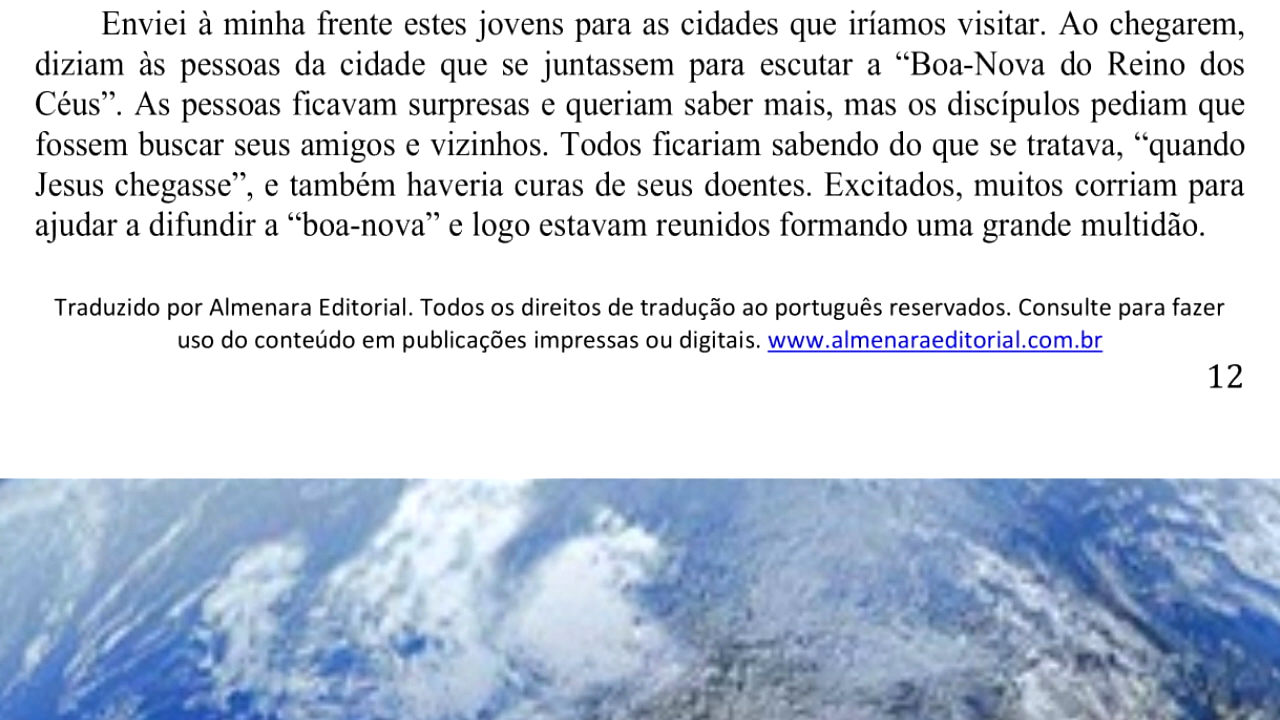 Enviei à minha frente estes jovens para as cidades que iríamos visitar. Ao chegarem,
diziam às pessoas da cidade que se juntassem para escutar a “Boa-Nova do Reino dos
Céus”. As pessoas ficavam surpresas e queriam saber mais, mas os discípulos pediam que
fossem buscar seus amigos e vizinhos. Todos ficariam sabendo do que se tratava, “quando
Jesus chegasse”, e também haveria curas de seus doentes. Excitados, muitos corriam para
ajudar a difundir a “boa-nova” e logo estavam reunidos formando uma grande multidão.
Traduzido por Almenara Editorial. Todos os direitos de tradução ao português reservados. Consulte para fazer
uso do conteúdo em publicações impressas ou digitais. www.almenaraeditorial.com.br
12